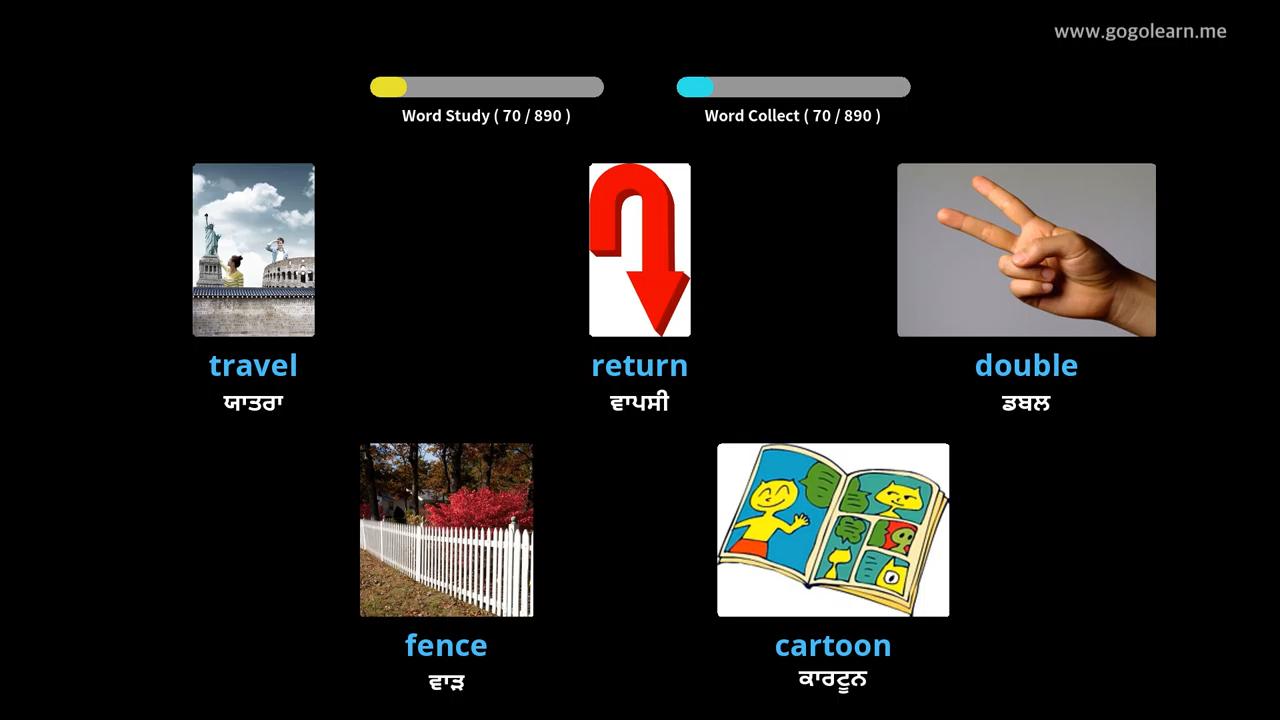 www.gogolearn.me
Word Study ( 70 / 890 )
Word Collect ( 70 / 890 )
travel
ਯਾਤਰਾ
return
ਵਾਪਸੀ
double
ਡਬਲ
fence
ਵਾੜ
cartoon
ਕਾਰਟੂਨ